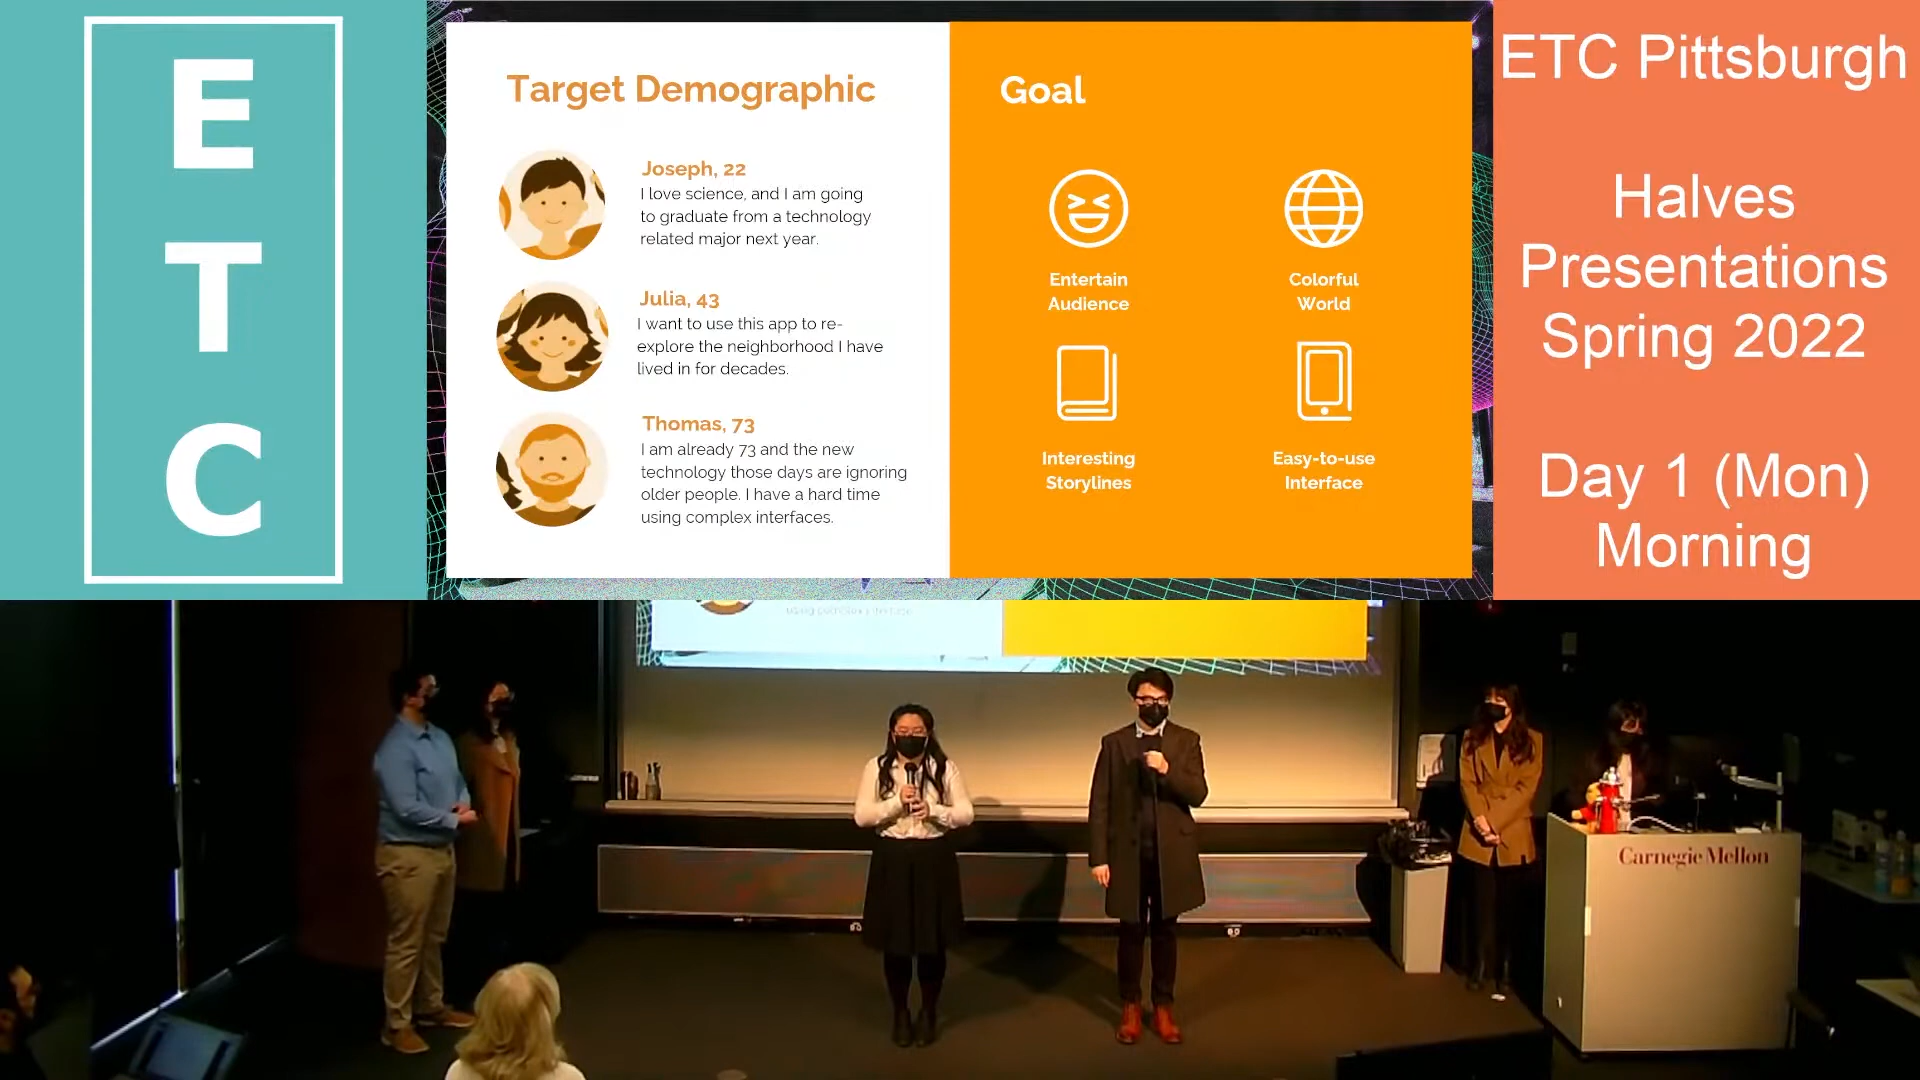 E
T
C
Target Demographic
Joseph, 22
I love science, and I am going
to graduate from a technology
related major next year.
Julia, 43
I want to use this app to re-
explore the neighborhood I have
lived in for decades.
Thomas, 73
I am already 73 and the new
technology those days are ignoring
older people. I have a hard time
using complex interfaces.
Goal
Entertain
Audience
Colorful
World
Interesting
Storylines
Easy-to-use
Interface
ETC Pittsburgh
Halves
Presentations
Spring 2022
Day 1 (Mon)
Morning
using complex interfaces.
Carnegie Mellon